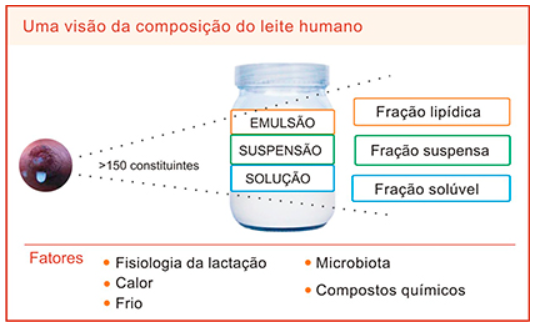 Uma visão da composição do leite humano
>150 constituintes
EMULSÃO
SUSPENSÃO
SOLUÇÃO
Fração lipídica
Fração suspensa
Fração solúvel
Fatores
• Fisiologia da lactação
• Calor
• Frio
• Microbiota
• Compostos químicos